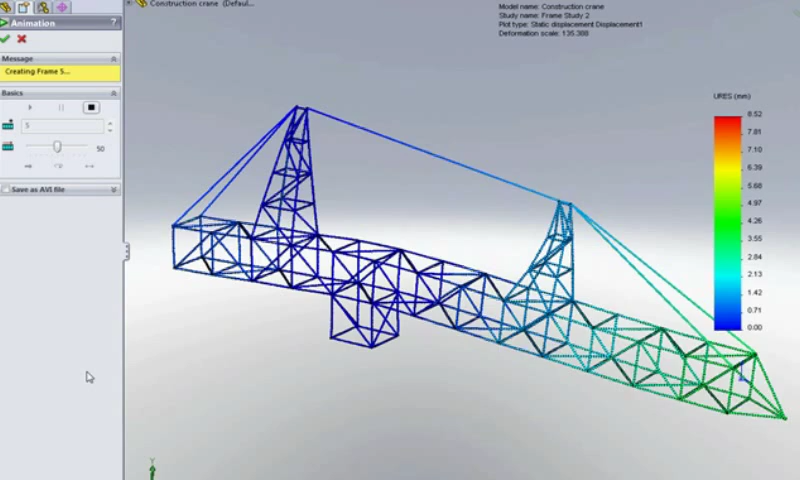 Construction crane (Defaul...
Animation
?
Message
Creating Frame 5...
Basics
5
50
Save as AVI file
Model name: Construction crane
Study name: Frame Study 2
Plot type: Static displacement Displacement1
Deformation scale: 135.388
URES (mm)
8.52
7.81
7.10
6.39
5.68
4.97
4.26
3.55
2.84
2.13
1.42
0.71
0.00
Y